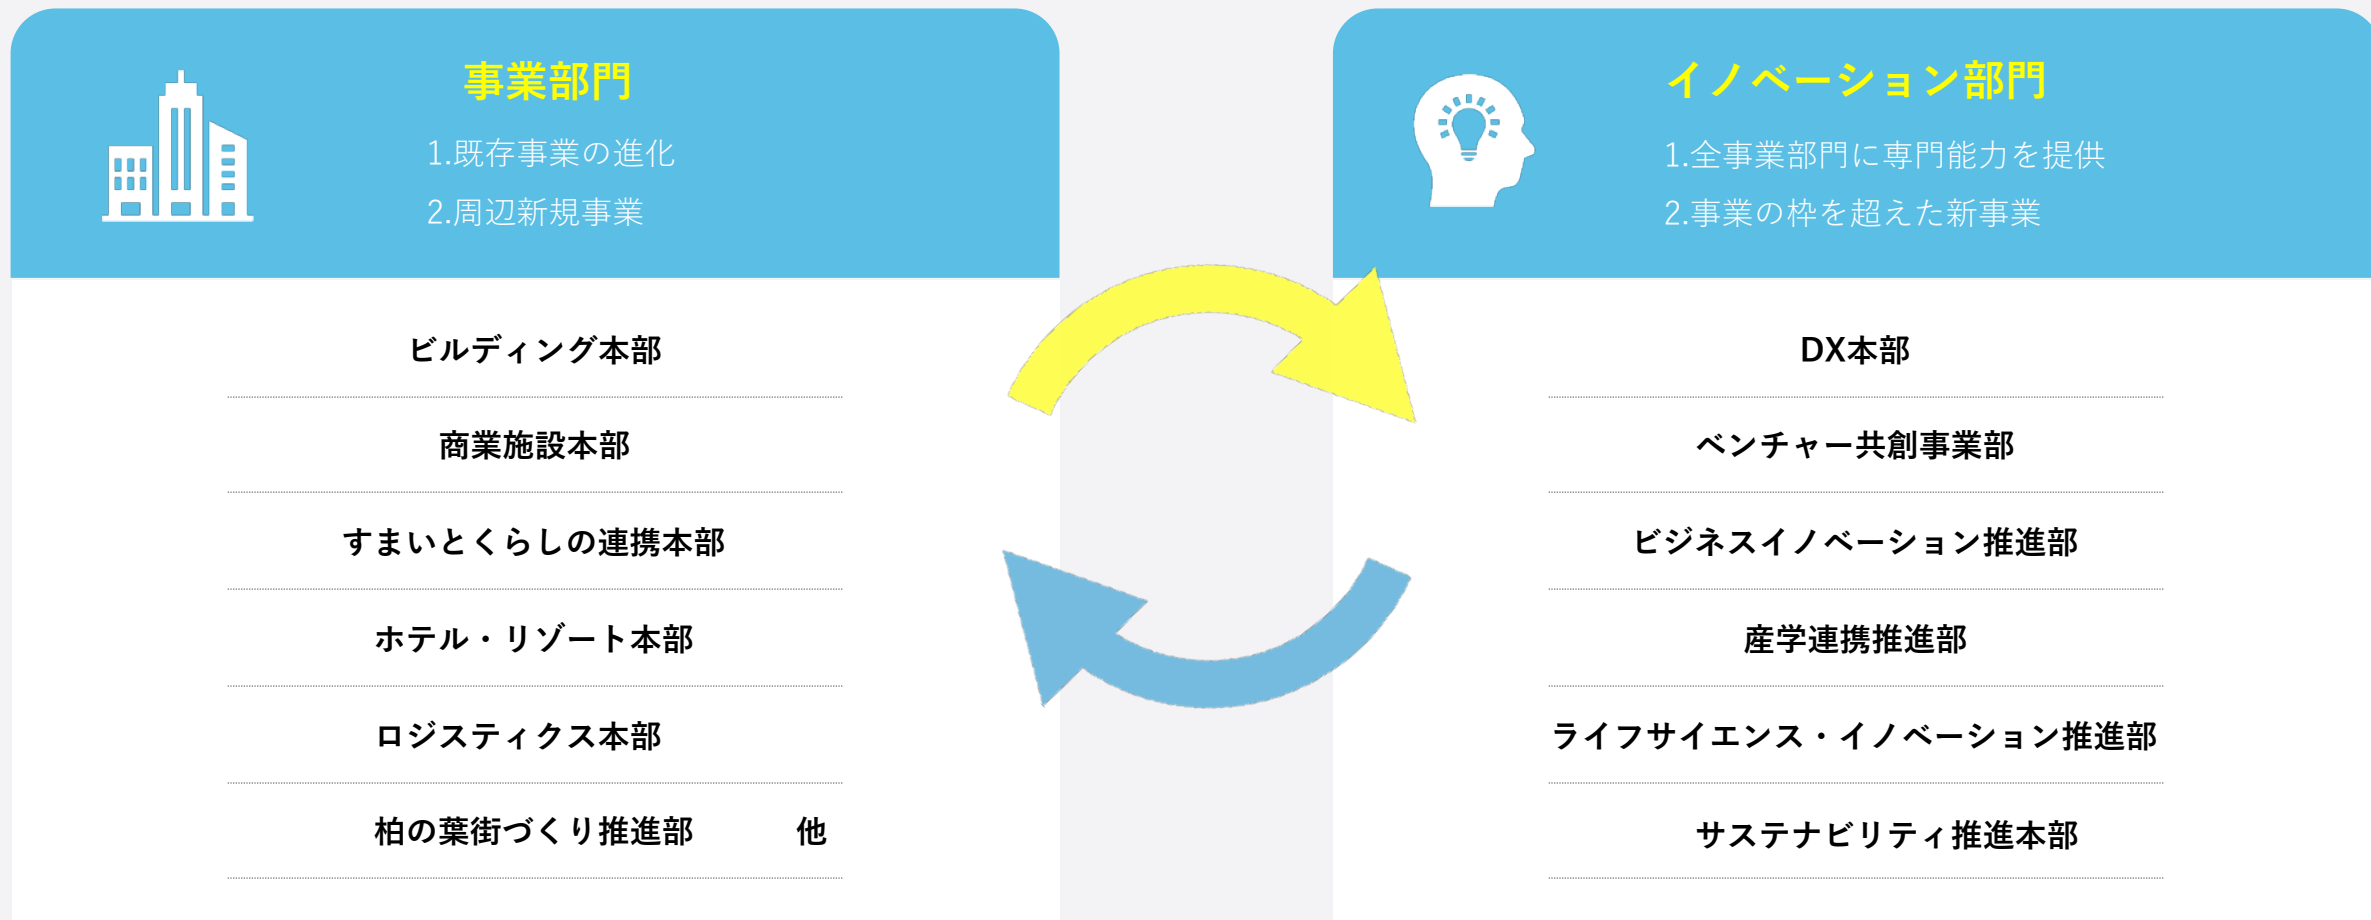 事業部門
1.既存事業の進化
2.周辺新規事業
ビルディング本部
商業施設本部
すまいとくらしの連携本部
ホテル・リゾート本部
ロジスティクス本部
柏の葉街づくり推進部 他
イノベーション部門
1.全事業部門に専門能力を提供
2.事業の枠を超えた新事業
DX本部
ベンチャー共創事業部
ビジネスイノベーション推進部
産学連携推進部
ライフサイエンス・イノベーション推進部
サステナビリティ推進本部